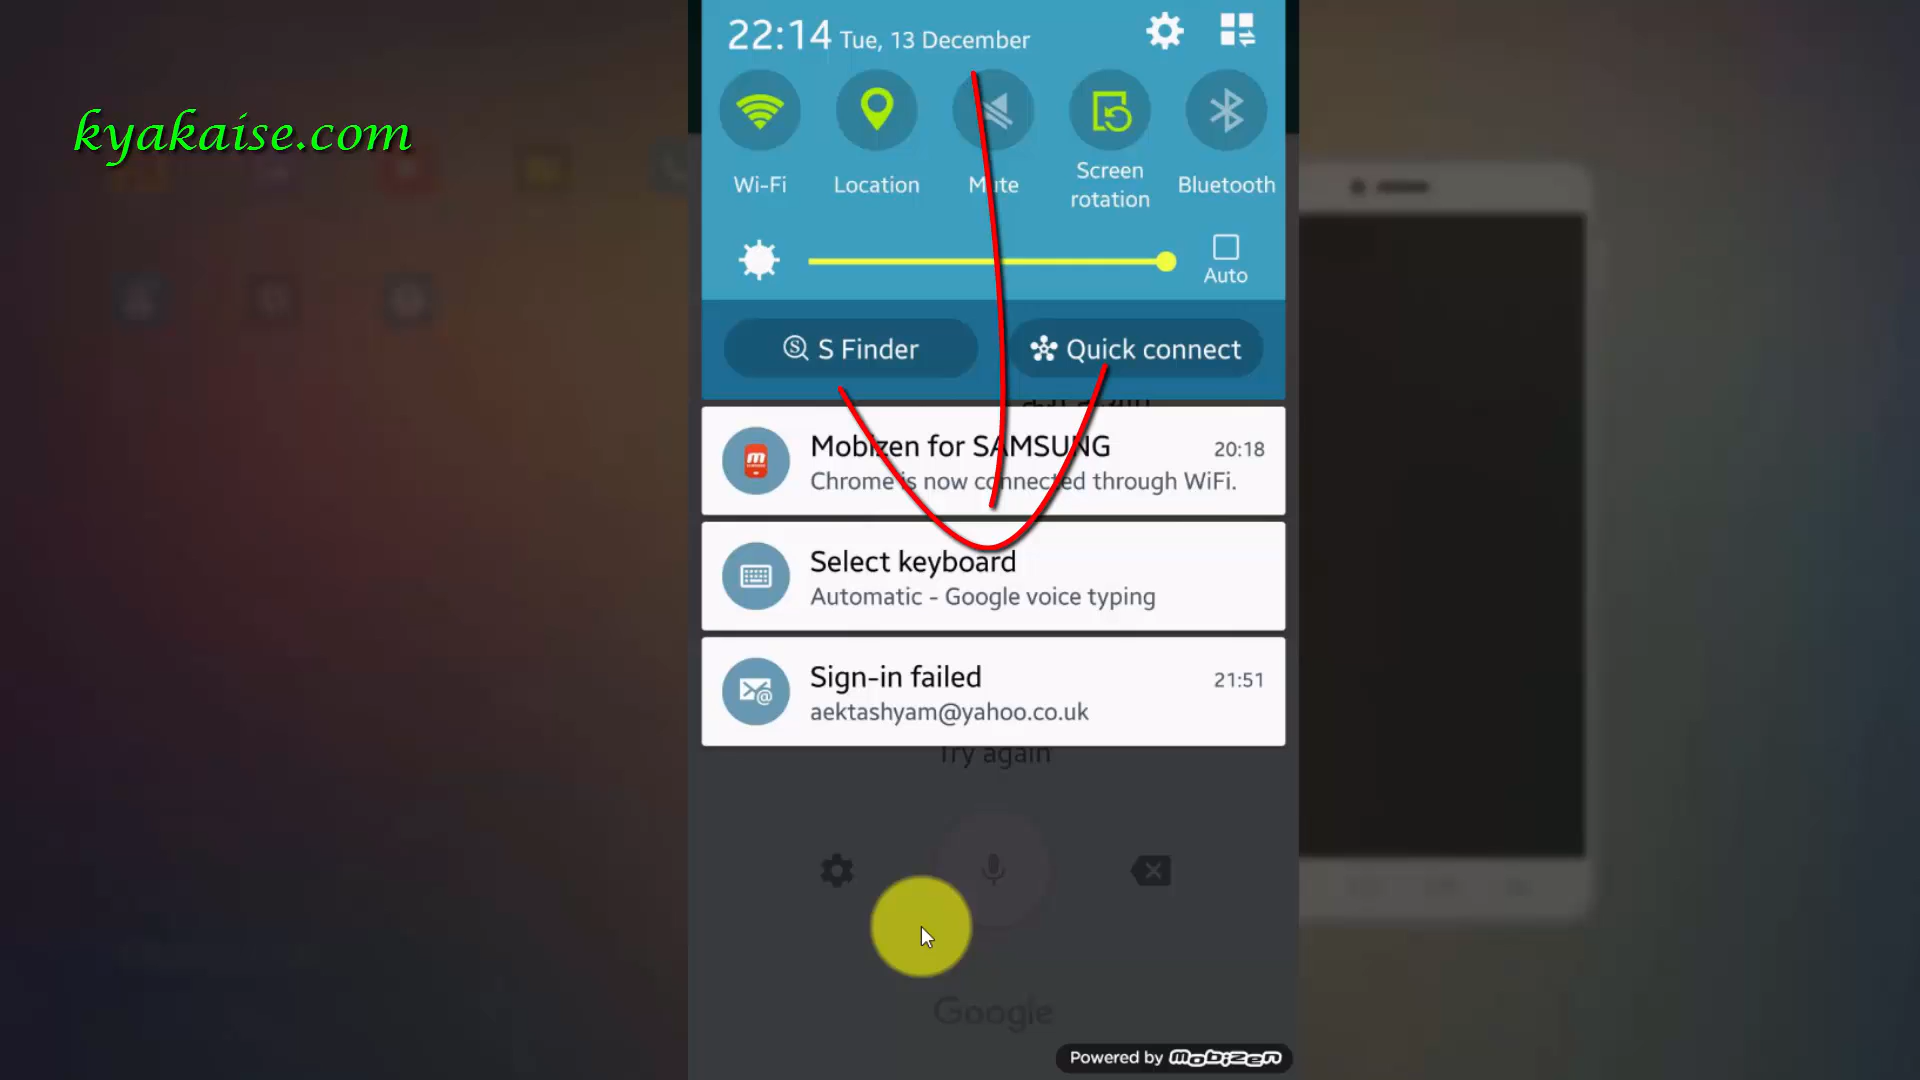 22:14 Tue, 13 December
kyakaise.com
Wi-Fi
Location
Mute
Screen
rotation
Bluetooth
Auto
S Finder
Quick connect
Mobizen for SAMSUNG
20:18
Chrome is now connected through WiFi.
Select keyboard
Automatic - Google voice typing
Sign-in failed
21:51
aektashyam@yahoo.co.uk
Try again
Google
Powered by mobizen